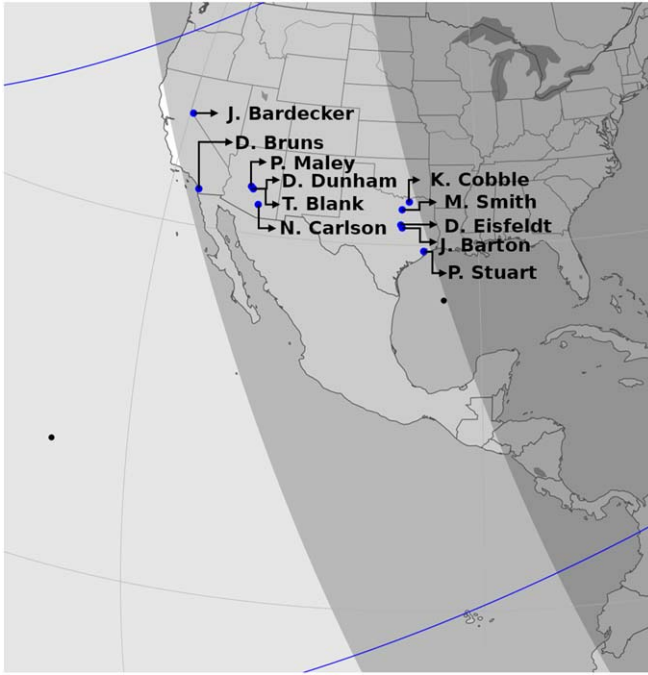 J. Bardecker
D. Bruns
P. Maley
D. Dunham
K. Cobble
T. Blank
M. Smith
N. Carlson
D. Eisfeldt
J. Barton
P. Stuart